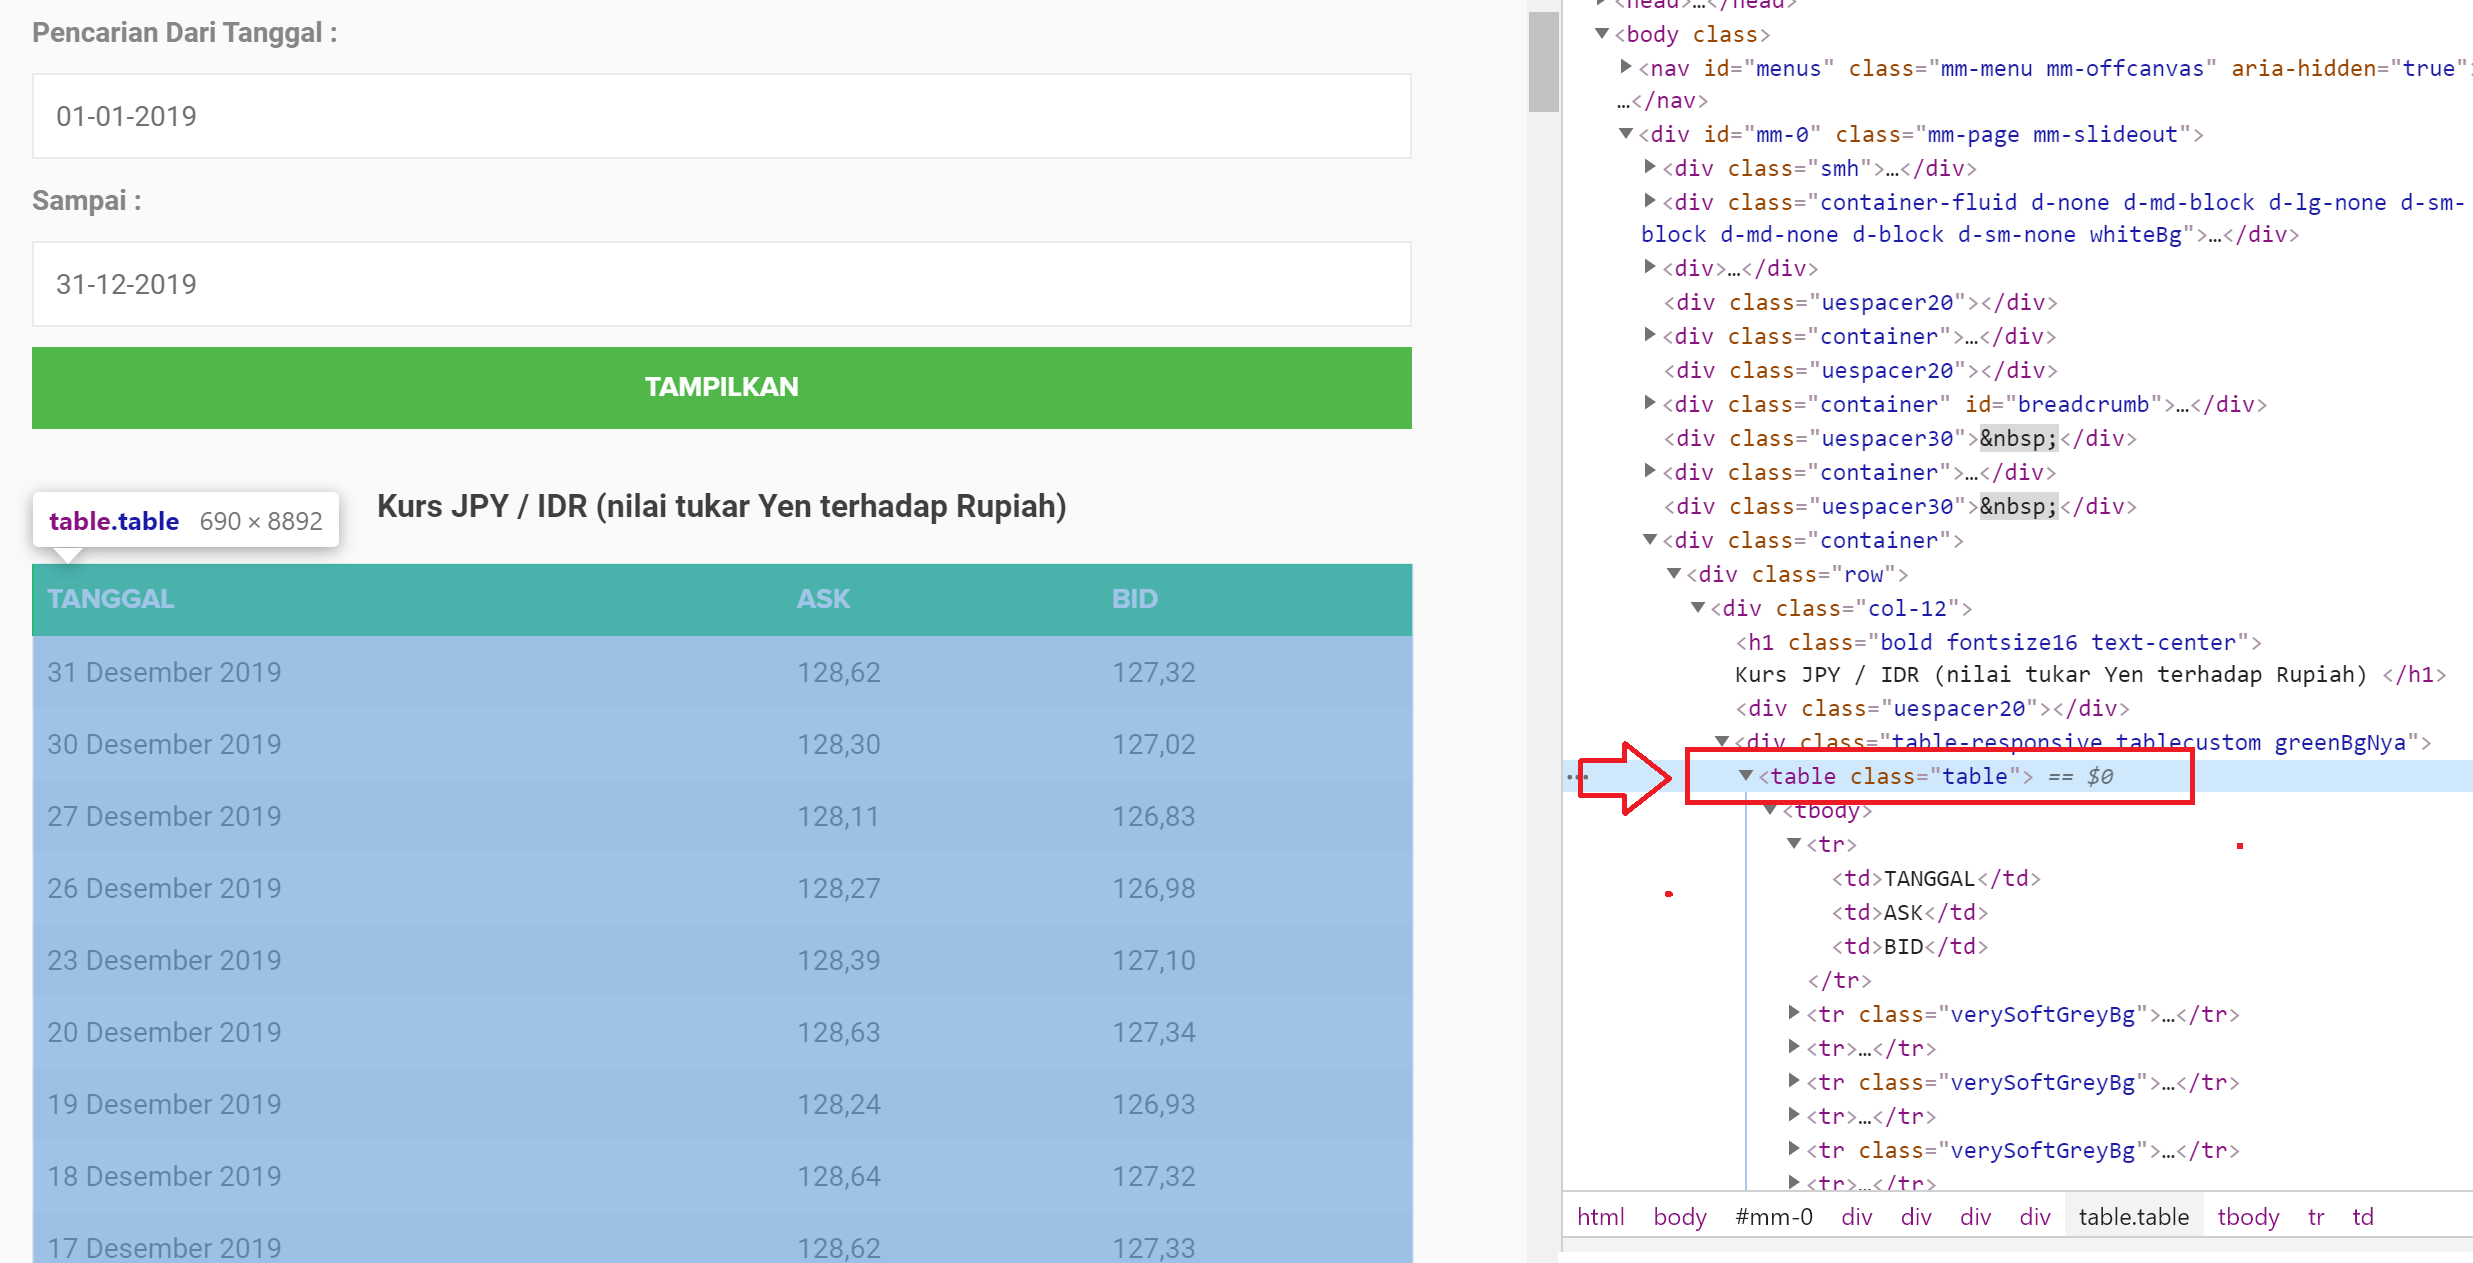 Pencarian Dari Tanggal :
01-01-2019
Sampai :
31-12-2019
TAMPILKAN
table.table 690 × 8892
Kurs JPY / IDR (nilai tukar Yen terhadap Rupiah)
TANGGAL ASK BID
31 Desember 2019 128,62 127,32
30 Desember 2019 128,30 127,02
27 Desember 2019 128,11 126,83
26 Desember 2019 128,27 126,98
23 Desember 2019 128,39 127,10
20 Desember 2019 128,63 127,34
19 Desember 2019 128,24 126,93
18 Desember 2019 128,64 127,32
17 Desember 2019 128,62 127,33
<head>…</head>
<body class>
<nav id="menus" class="mm-menu mm-offcanvas" aria-hidden="true">
…</nav>
<div id="mm-0" class="mm-page mm-slideout">
<div class="smh">…</div>
<div class="container-fluid d-none d-md-block d-lg-none d-sm-
block d-md-none d-block d-sm-none whiteBg">…</div>
<div>…</div>
<div class="uespacer20"></div>
<div class="container">…</div>
<div class="uespacer20"></div>
<div class="container" id="breadcrumb">…</div>
<div class="uespacer30">&nbsp;</div>
<div class="container">…</div>
<div class="uespacer30">&nbsp;</div>
<div class="container">
<div class="row">
<div class="col-12">
<h1 class="bold fontsize16 text-center">
Kurs JPY / IDR (nilai tukar Yen terhadap Rupiah) </h1>
<div class="uespacer20"></div>
<div class="table-responsive tablecustom greenBgNya">
<table class="table"> == $0
<tbody>
<tr>
<td>TANGGAL</td>
<td>ASK</td>
<td>BID</td>
</tr>
<tr class="verySoftGreyBg">…</tr>
<tr>…</tr>
<tr class="verySoftGreyBg">…</tr>
<tr>…</tr>
<tr class="verySoftGreyBg">…</tr>
<tr>…</tr>
html body #mm-0 div div div div table.table tbody tr td